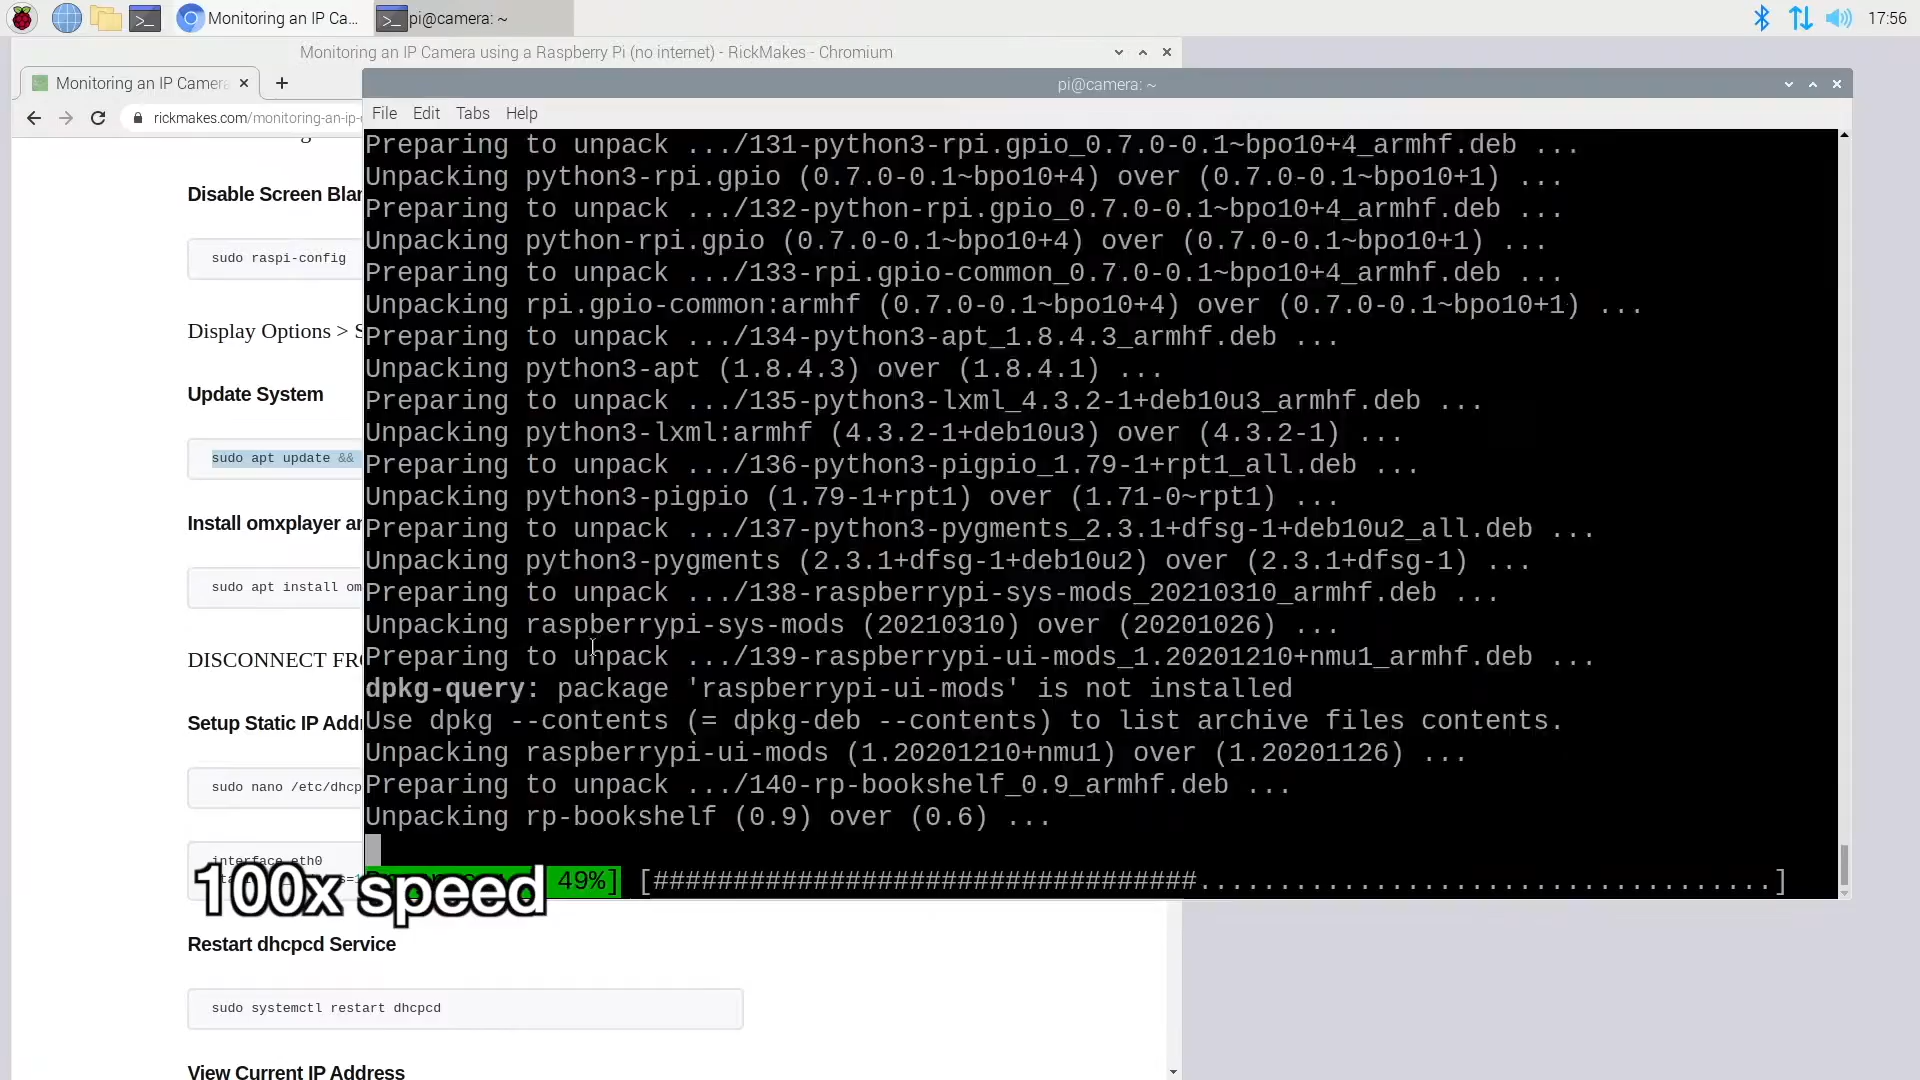 Monitoring an IP Ca...
pi@camera: ~
17:56
Monitoring an IP Camera using a Raspberry Pi (no internet) - RickMakes - Chromium
Monitoring an IP Camera
rickmakes.com/monitoring-an-ip-
pi@camera: ~
File Edit Tabs Help
Disable Screen Blan
sudo raspi-config
Display Options > S
Update System
sudo apt update &&
Install omxplayer an
sudo apt install om
DISCONNECT FRO
Setup Static IP Addr
sudo nano /etc/dhcp
interface eth0
Restart dhcpcd Service
sudo systemctl restart dhcpcd
View Current IP Address
Preparing to unpack .../131-python3-rpi.gpio_0.7.0-0.1~bpo10+4_armhf.deb ...
Unpacking python3-rpi.gpio (0.7.0-0.1~bpo10+4) over (0.7.0-0.1~bpo10+1) ...
Preparing to unpack .../132-python-rpi.gpio_0.7.0-0.1~bpo10+4_armhf.deb ...
Unpacking python-rpi.gpio (0.7.0-0.1~bpo10+4) over (0.7.0-0.1~bpo10+1) ...
Preparing to unpack .../133-rpi.gpio-common_0.7.0-0.1~bpo10+4_armhf.deb ...
Unpacking rpi.gpio-common:armhf (0.7.0-0.1~bpo10+4) over (0.7.0-0.1~bpo10+1) ...
Preparing to unpack .../134-python3-apt_1.8.4.3_armhf.deb ...
Unpacking python3-apt (1.8.4.3) over (1.8.4.1) ...
Preparing to unpack .../135-python3-lxml_4.3.2-1+deb10u3_armhf.deb ...
Unpacking python3-lxml:armhf (4.3.2-1+deb10u3) over (4.3.2-1) ...
Preparing to unpack .../136-python3-pigpio_1.79-1+rpt1_all.deb ...
Unpacking python3-pigpio (1.79-1+rpt1) over (1.71-0~rpt1) ...
Preparing to unpack .../137-python3-pygments_2.3.1+dfsg-1+deb10u2_all.deb ...
Unpacking python3-pygments (2.3.1+dfsg-1+deb10u2) over (2.3.1+dfsg-1) ...
Preparing to unpack .../138-raspberrypi-sys-mods_20210310_armhf.deb ...
Unpacking raspberrypi-sys-mods (20210310) over (20201026) ...
Preparing to unpack .../139-raspberrypi-ui-mods_1.20201210+nmu1_armhf.deb ...
dpkg-query: package 'raspberrypi-ui-mods' is not installed
Use dpkg --contents (= dpkg-deb --contents) to list archive files contents.
Unpacking raspberrypi-ui-mods (1.20201210+nmu1) over (1.20201126) ...
Preparing to unpack .../140-rp-bookshelf_0.9_armhf.deb ...
Unpacking rp-bookshelf (0.9) over (0.6) ...
49%] [##################################....................................]
100x speed